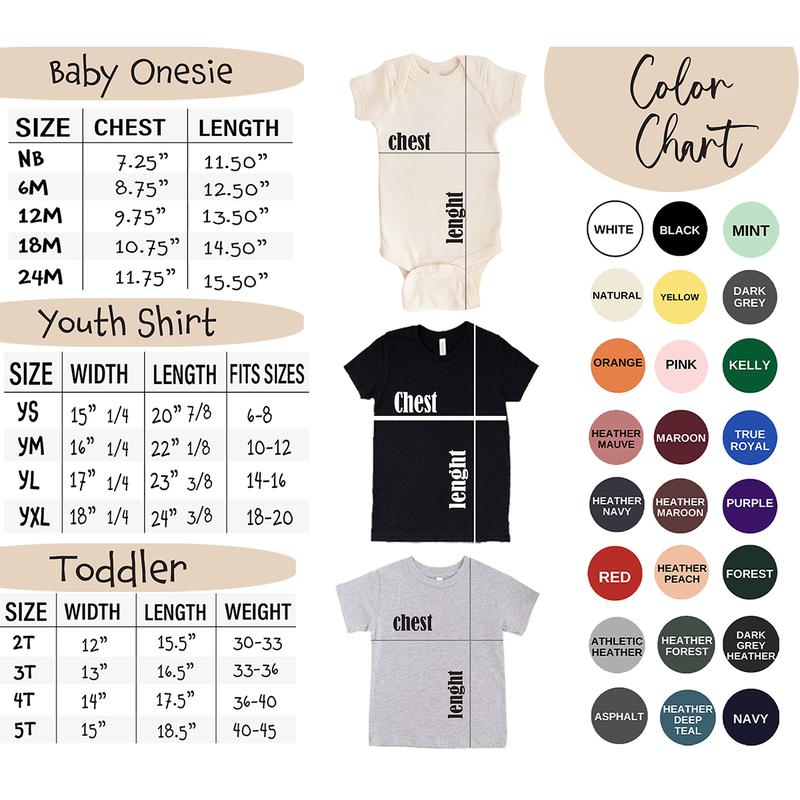 Baby Onesie
SIZE CHEST LENGTH
NB 7.25” 11.50”
6M 8.75” 12.50”
12M 9.75” 13.50”
18M 10.75” 14.50”
24M 11.75” 15.50”
Youth Shirt
SIZE WIDTH LENGTH FITS SIZES
YS 15” 1/4 20” 7/8 6-8
YM 16” 1/4 22” 1/8 10-12
YL 17” 1/4 23” 3/8 14-16
YXL 18” 1/4 24” 3/8 18-20
Toddler
SIZE WIDTH LENGTH WEIGHT
2T 12” 15.5” 30-33
3T 13” 16.5” 33-36
4T 14” 17.5” 36-40
5T 15” 18.5” 40-45
chest
lenght
Chest
lenght
chest
lenght
Color
Chart
WHITE BLACK MINT
NATURAL YELLOW DARK
GREY
ORANGE PINK KELLY
HEATHER
MAUVE
MAROON
TRUE
ROYAL
HEATHER
NAVY
HEATHER
MAROON
PURPLE
RED
HEATHER
PEACH
FOREST
ATHLETIC
HEATHER
HEATHER
FOREST
DARK
GREY
HEATHER
ASPHALT
HEATHER
DEEP
TEAL
NAVY